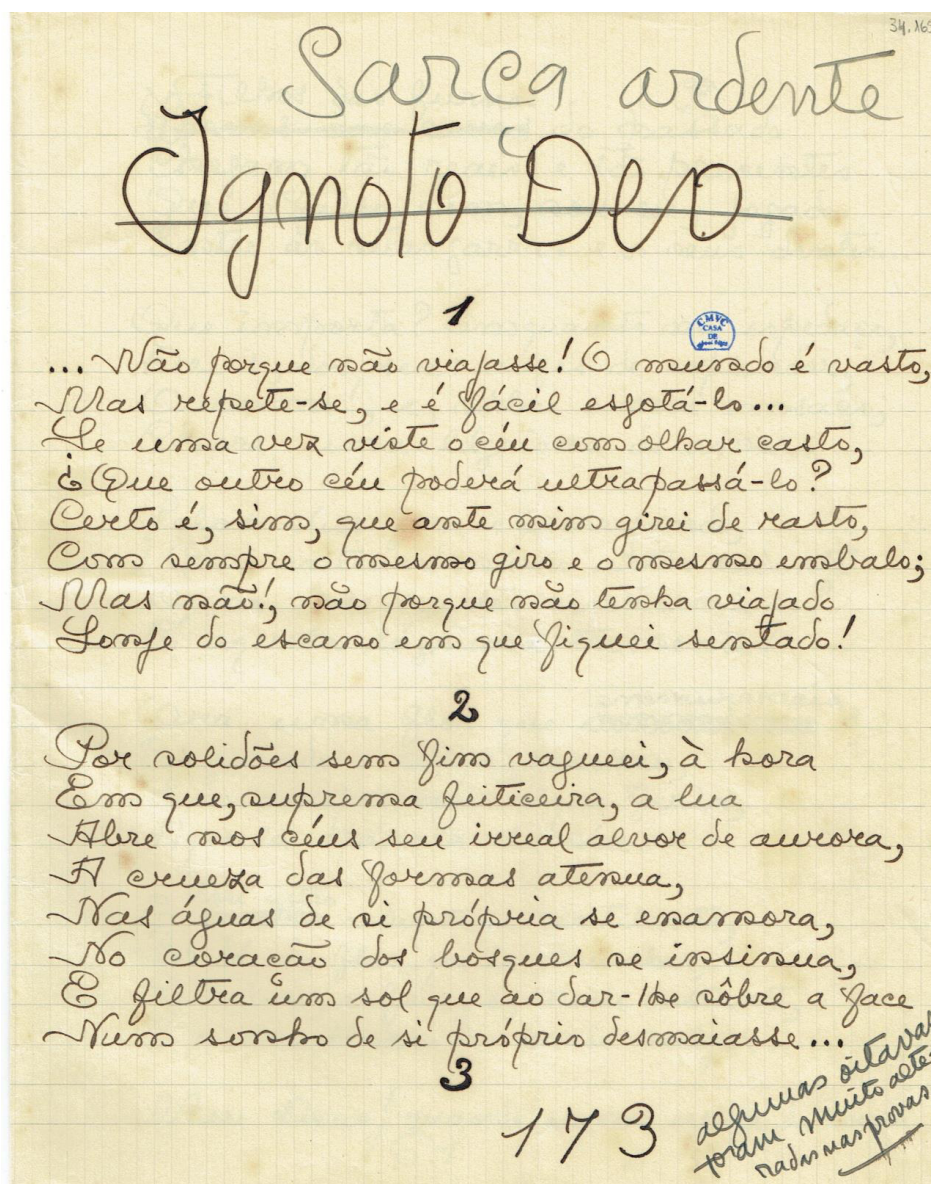 34.163
Sarça ardente
Ignoto Deo
1
CMVC
CASA
DE
... Não porque não viajasse! O mundo é vasto,
Mas repete-se, e é fácil esgotá-lo...
Se uma vez viste o céu com olhar casto,
¿Que outro céu poderá ultrapassá-lo?
Certo é, sim, que ante mim girei de rasto,
Com sempre o mesmo giro e o mesmo embalo;
Mas não!, não porque não tenha viajado
Longe do escano em que fiquei sentado!
2
Por solidões sem fim vaguei, à hora
Em que, suprema feiticeira, a lua
Abre nos céus seu irreal alvor de aurora,
A crueza das formas atenua,
Nas águas de si própria se enamora,
No coração dos bosques se insinua,
E filtra um sol que ao dar-lhe sôbre a face
Num sonho de si próprio desmaiasse...
3
173
algumas oitavas
foram muito alte-
radas nas provas